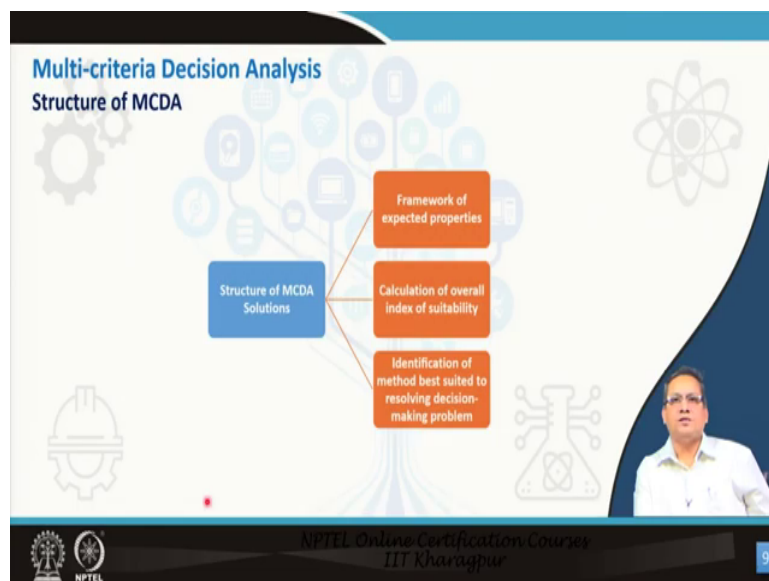 Multi-criteria Decision Analysis
Structure of MCDA
Structure of MCDA
Solutions
Framework of
expected properties
Calculation of overall
index of suitability
Identification of
method best suited to
resolving decision-
making problem
NPTEL
NPTEL Online Certification Courses
IIT Kharagpur
9